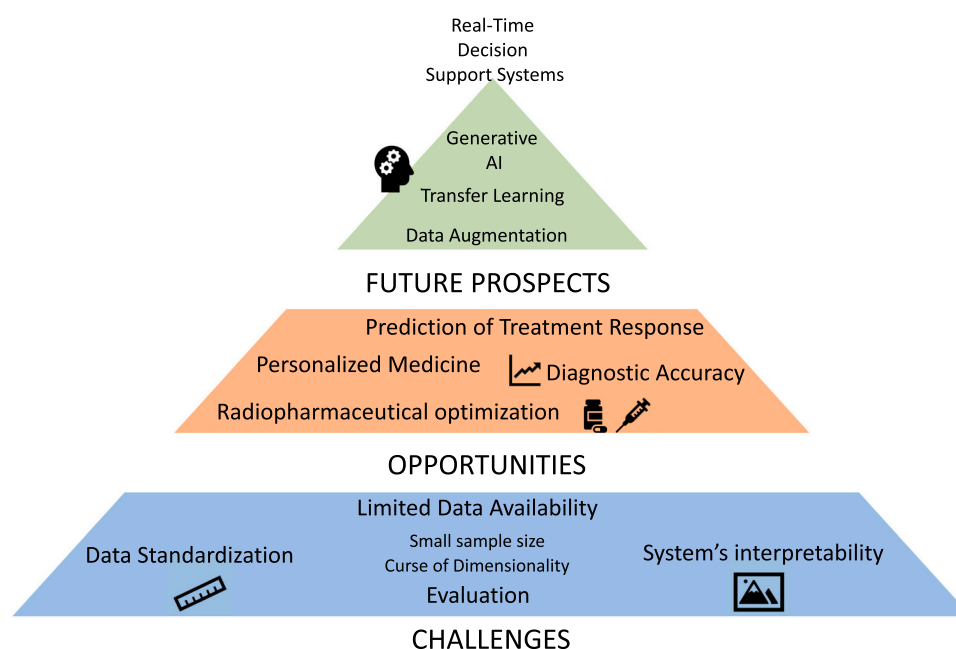 Real-Time
Decision
Support Systems
Generative
AI
Transfer Learning
Data Augmentation
FUTURE PROSPECTS
Prediction of Treatment Response
Personalized Medicine
Diagnostic Accuracy
Radiopharmaceutical optimization
OPPORTUNITIES
Limited Data Availability
Small sample size
Data Standardization
System’s interpretability
Curse of Dimensionality
Evaluation
CHALLENGES